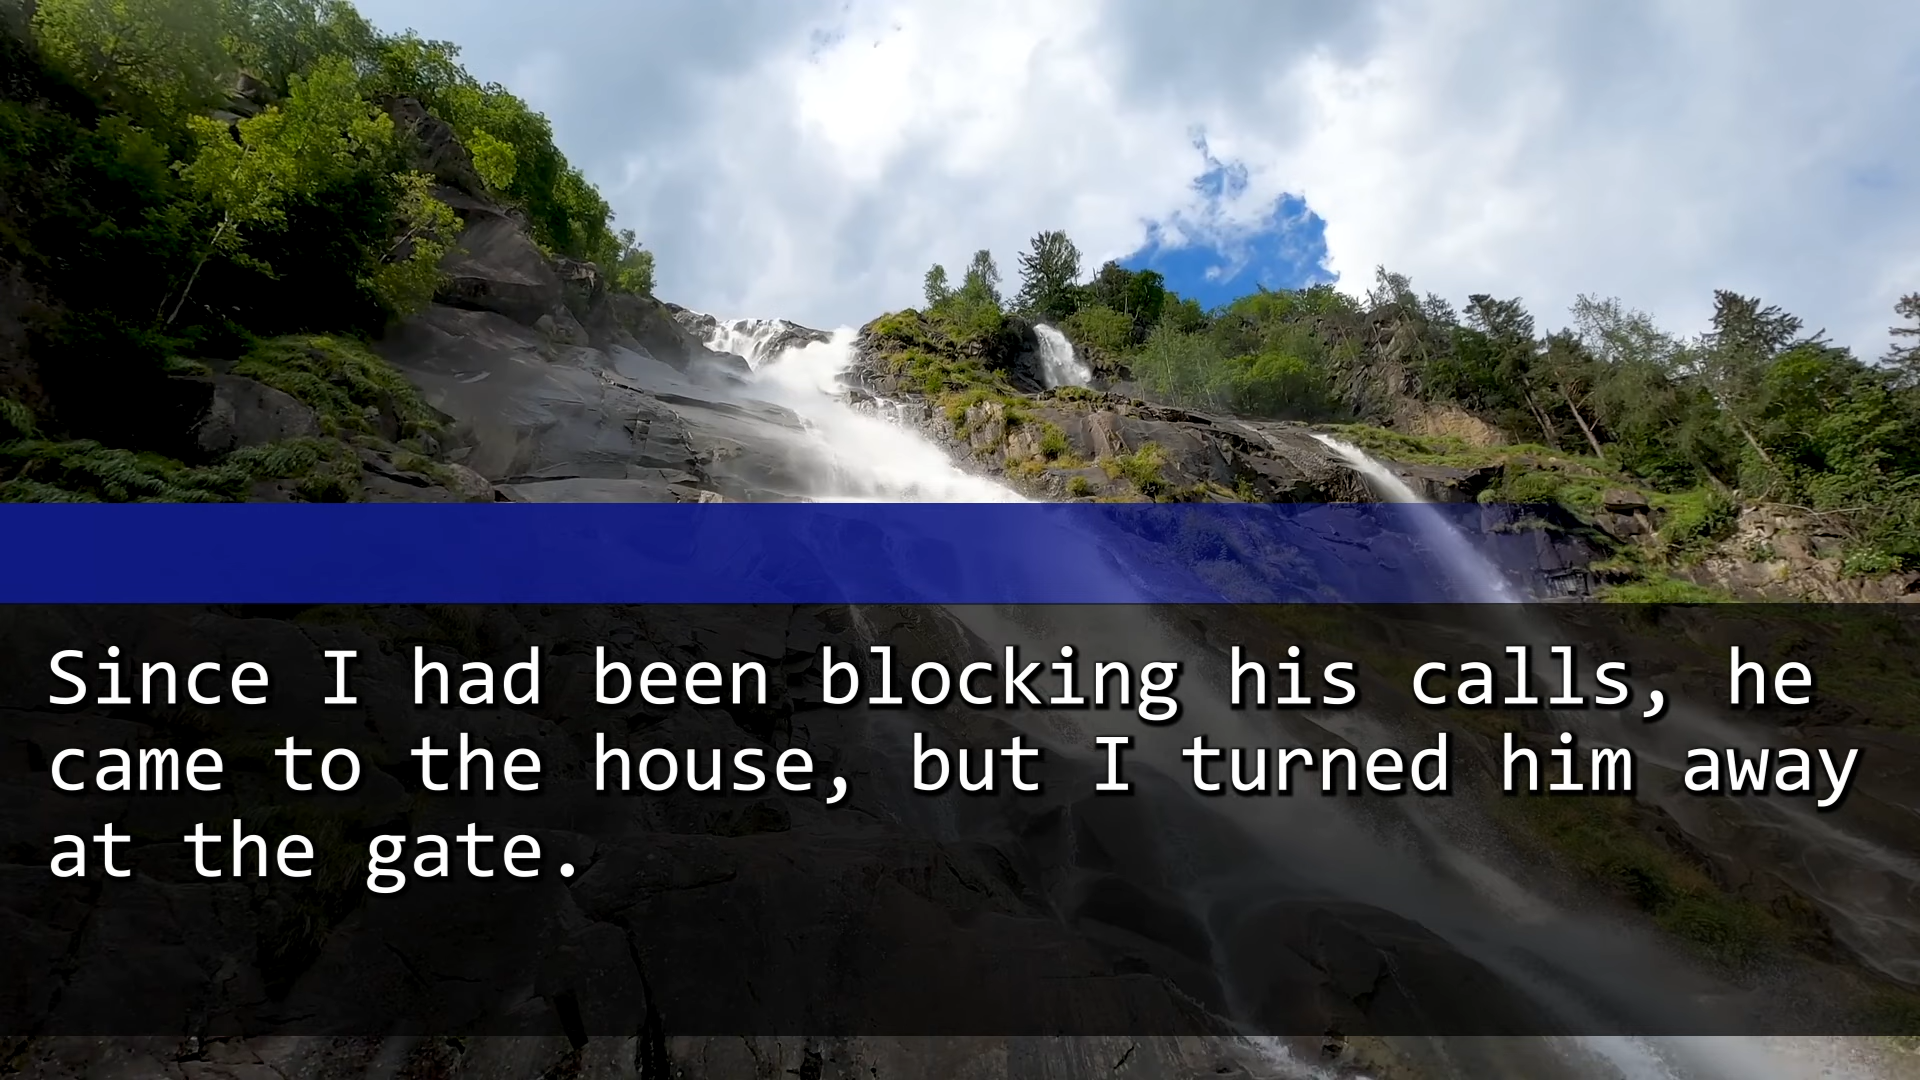 Since I had been blocking his calls, he
came to the house, but I turned him away
at the gate.